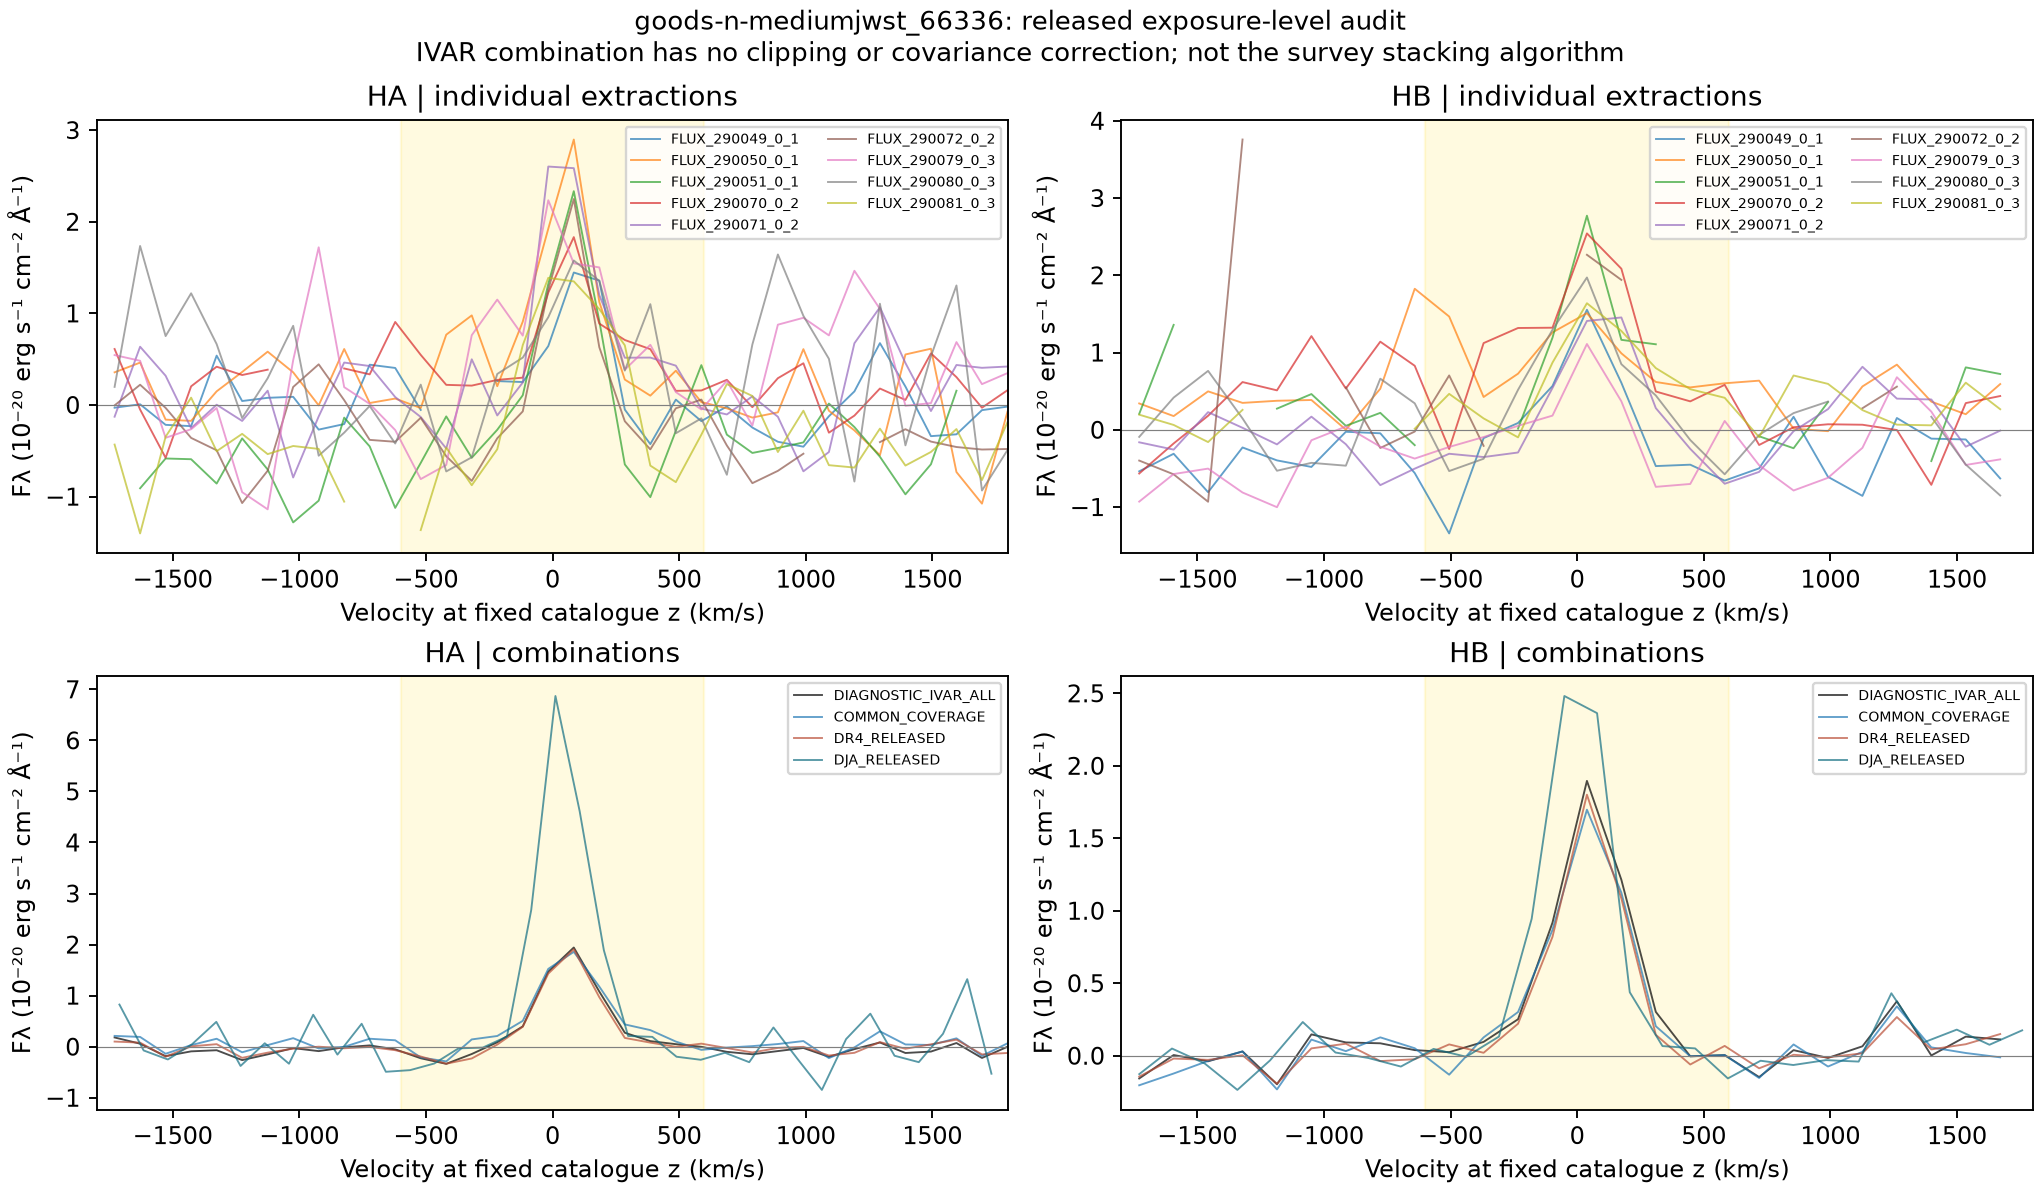 goods-n-mediumjwst_66336: released exposure-level audit
IVAR combination has no clipping or covariance correction; not the survey stacking algorithm
HA | individual extractions
3
2
1
0
−1
Fλ (10⁻²⁰ erg s⁻¹ cm⁻² Å⁻¹)
FLUX_290049_0_1
FLUX_290050_0_1
FLUX_290051_0_1
FLUX_290070_0_2
FLUX_290071_0_2
FLUX_290072_0_2
FLUX_290079_0_3
FLUX_290080_0_3
FLUX_290081_0_3
−1500 −1000 −500 0 500 1000 1500
Velocity at fixed catalogue z (km/s)
HB | individual extractions
4
3
2
1
0
−1
Fλ (10⁻²⁰ erg s⁻¹ cm⁻² Å⁻¹)
FLUX_290049_0_1
FLUX_290050_0_1
FLUX_290051_0_1
FLUX_290070_0_2
FLUX_290071_0_2
FLUX_290072_0_2
FLUX_290079_0_3
FLUX_290080_0_3
FLUX_290081_0_3
−1500 −1000 −500 0 500 1000 1500
Velocity at fixed catalogue z (km/s)
HA | combinations
7
6
5
4
3
2
1
0
−1
Fλ (10⁻²⁰ erg s⁻¹ cm⁻² Å⁻¹)
DIAGNOSTIC_IVAR_ALL
COMMON_COVERAGE
DR4_RELEASED
DJA_RELEASED
−1500 −1000 −500 0 500 1000 1500
Velocity at fixed catalogue z (km/s)
HB | combinations
2.5
2.0
1.5
1.0
0.5
0.0
Fλ (10⁻²⁰ erg s⁻¹ cm⁻² Å⁻¹)
DIAGNOSTIC_IVAR_ALL
COMMON_COVERAGE
DR4_RELEASED
DJA_RELEASED
−1500 −1000 −500 0 500 1000 1500
Velocity at fixed catalogue z (km/s)